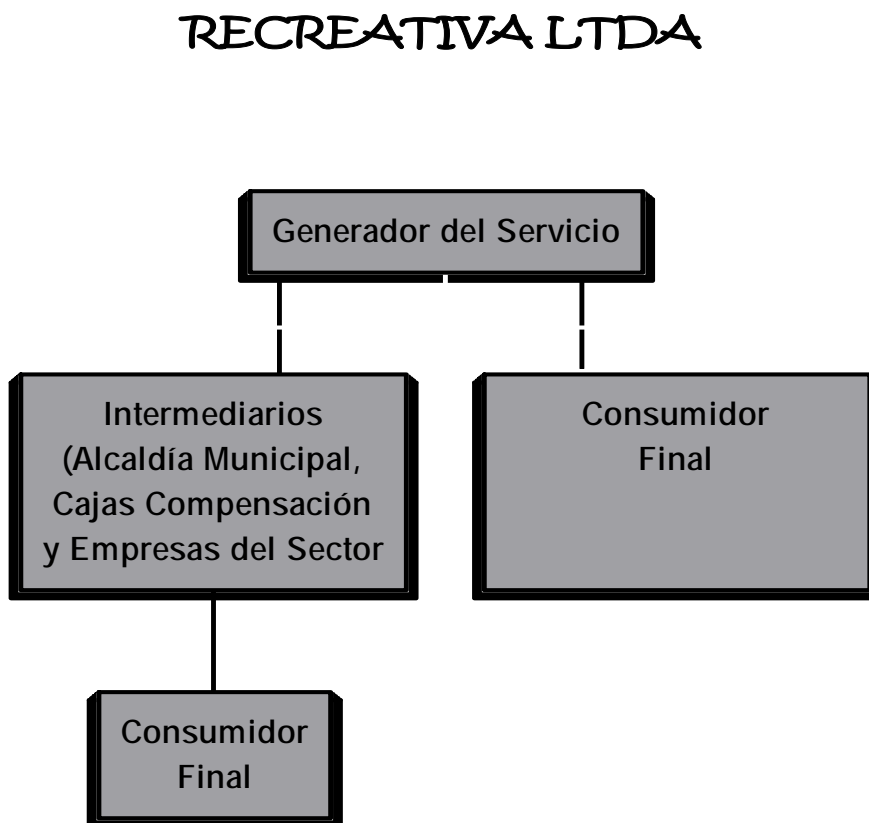 RECREATIVA LTDA
Generador del Servicio
Intermediarios
(Alcaldía Municipal,
Cajas Compensación
y Empresas del Sector
Consumidor
Final
Consumidor
Final